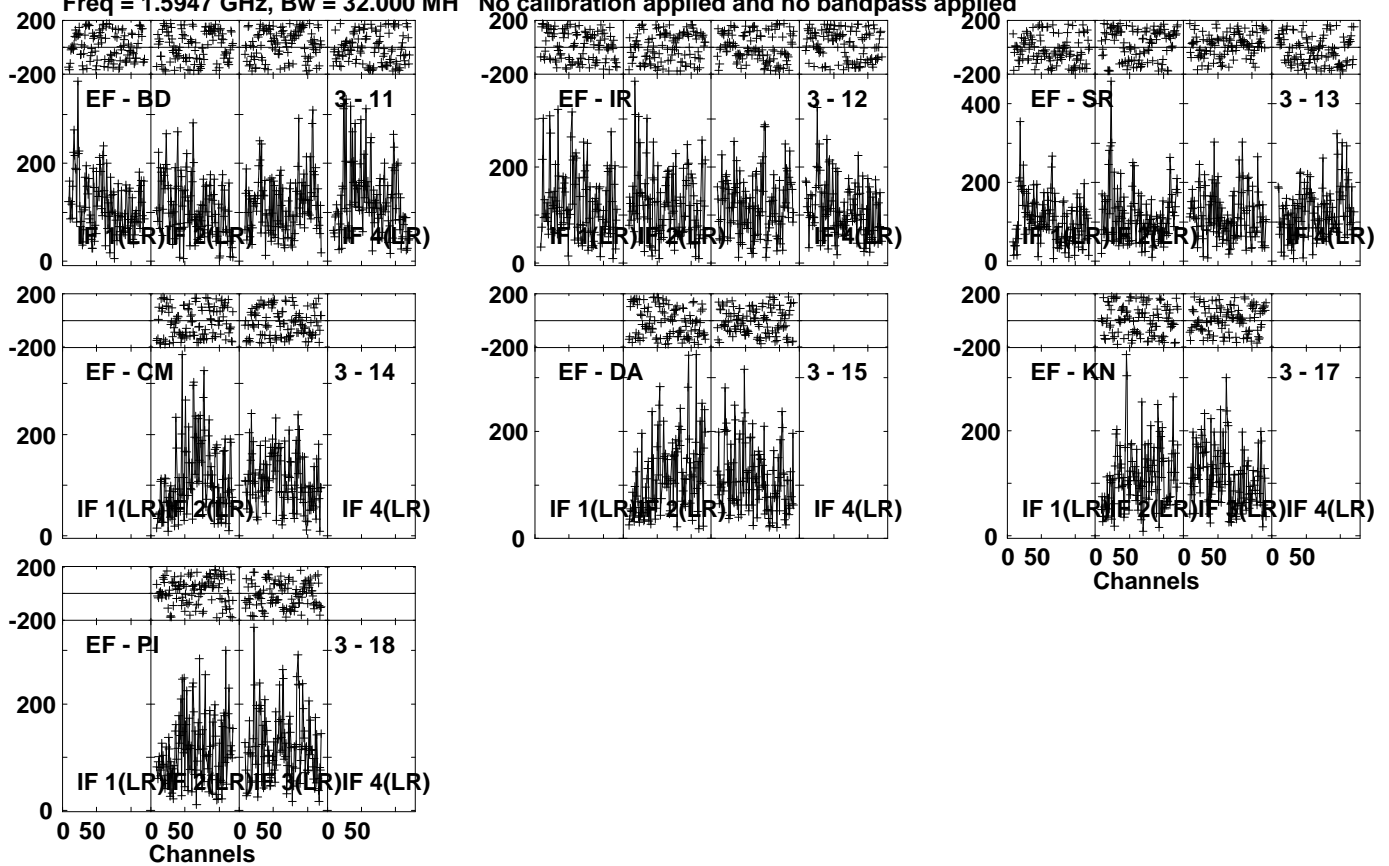 Freq = 1.5947 GHz, Bw = 32.000 MH No calibration applied and no bandpass applied
200
-200
EF - BD 3 - 11
200
0
IF 1(LR) IF 2(LR) IF 4(LR)
EF - IR 3 - 12
200
0
IF 1(LR) IF 2(LR) IF 4(LR)
200
-200
400
EF - SR 3 - 13
200
0
IF 1(LR) IF 2(LR) IF 4(LR)
200
-200
EF - CM 3 - 14
200
0
IF 1(LR) IF 2(LR) IF 4(LR)
200
-200
EF - DA 3 - 15
200
0
IF 1(LR) IF 2(LR) IF 4(LR)
200
-200
EF - KN 3 - 17
200
0
IF 1(LR) IF 2(LR) IF 3(LR) IF 4(LR)
0 50 0 50 0 50 0 50
Channels
200
-200
EF - PI 3 - 18
200
0
IF 1(LR) IF 2(LR) IF 3(LR) IF 4(LR)
0 50 0 50 0 50 0 50
Channels